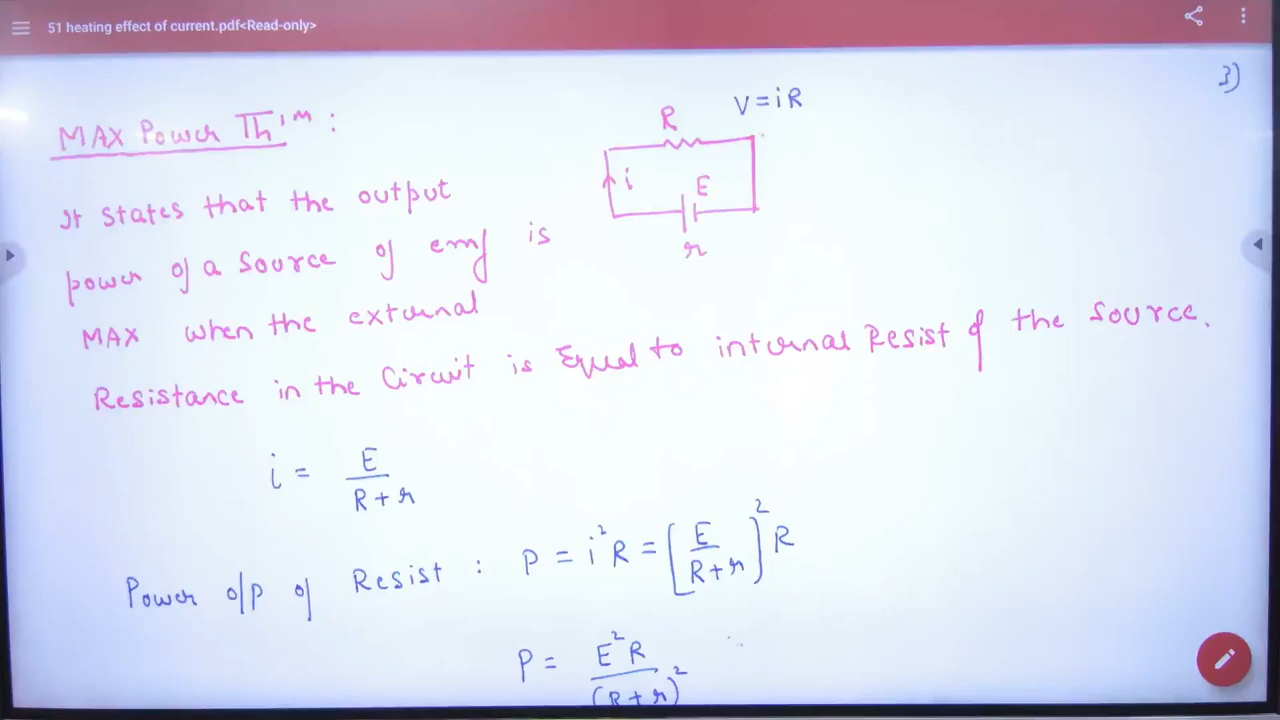 51 heating effect of current.pdf<Read-only>
3)
MAX Power Thim:
R
V=iR
i
E
r
It states that the output
power of a source of emf is
MAX when the external
Resistance in the Circuit is Equal to internal Resist of the source.
i = E/(R+r)
Power o/p of Resist : P = i²R = [E/(R+r)]² R
P = E²R/(R+r)²